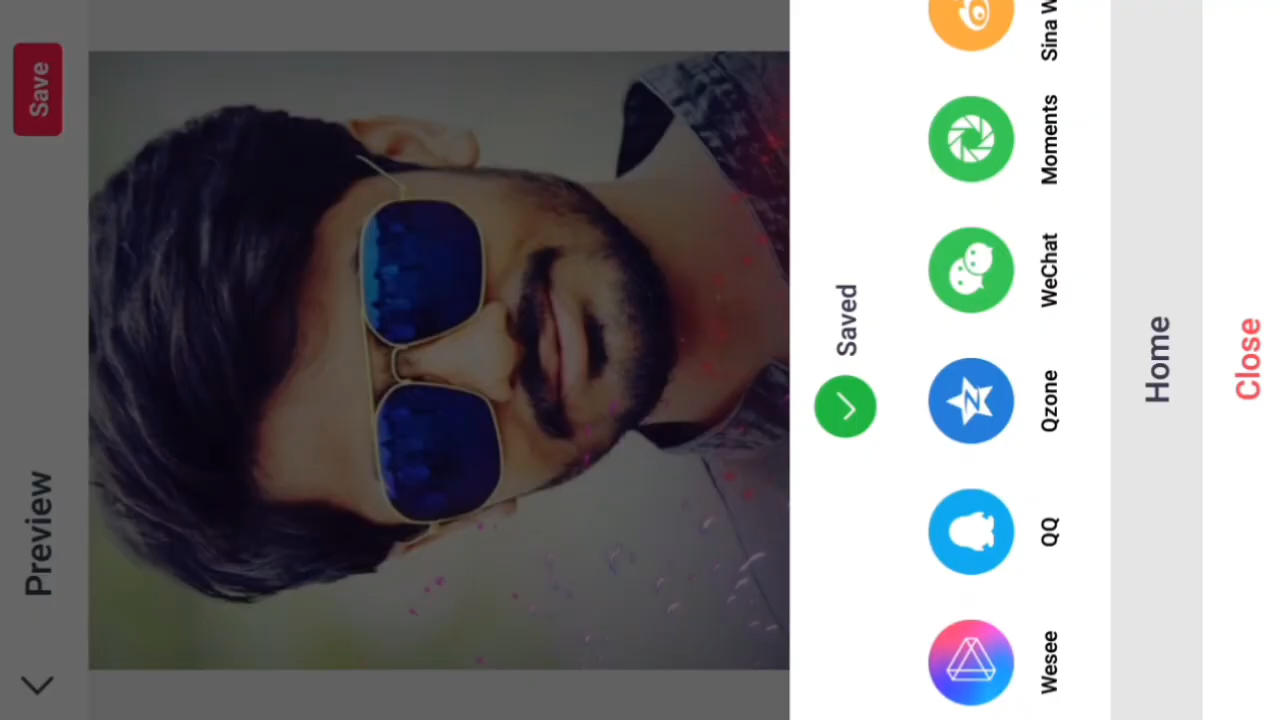 Preview
Save
Saved
Wesee
QQ
Qzone
WeChat
Moments
Sina W
Home
Close